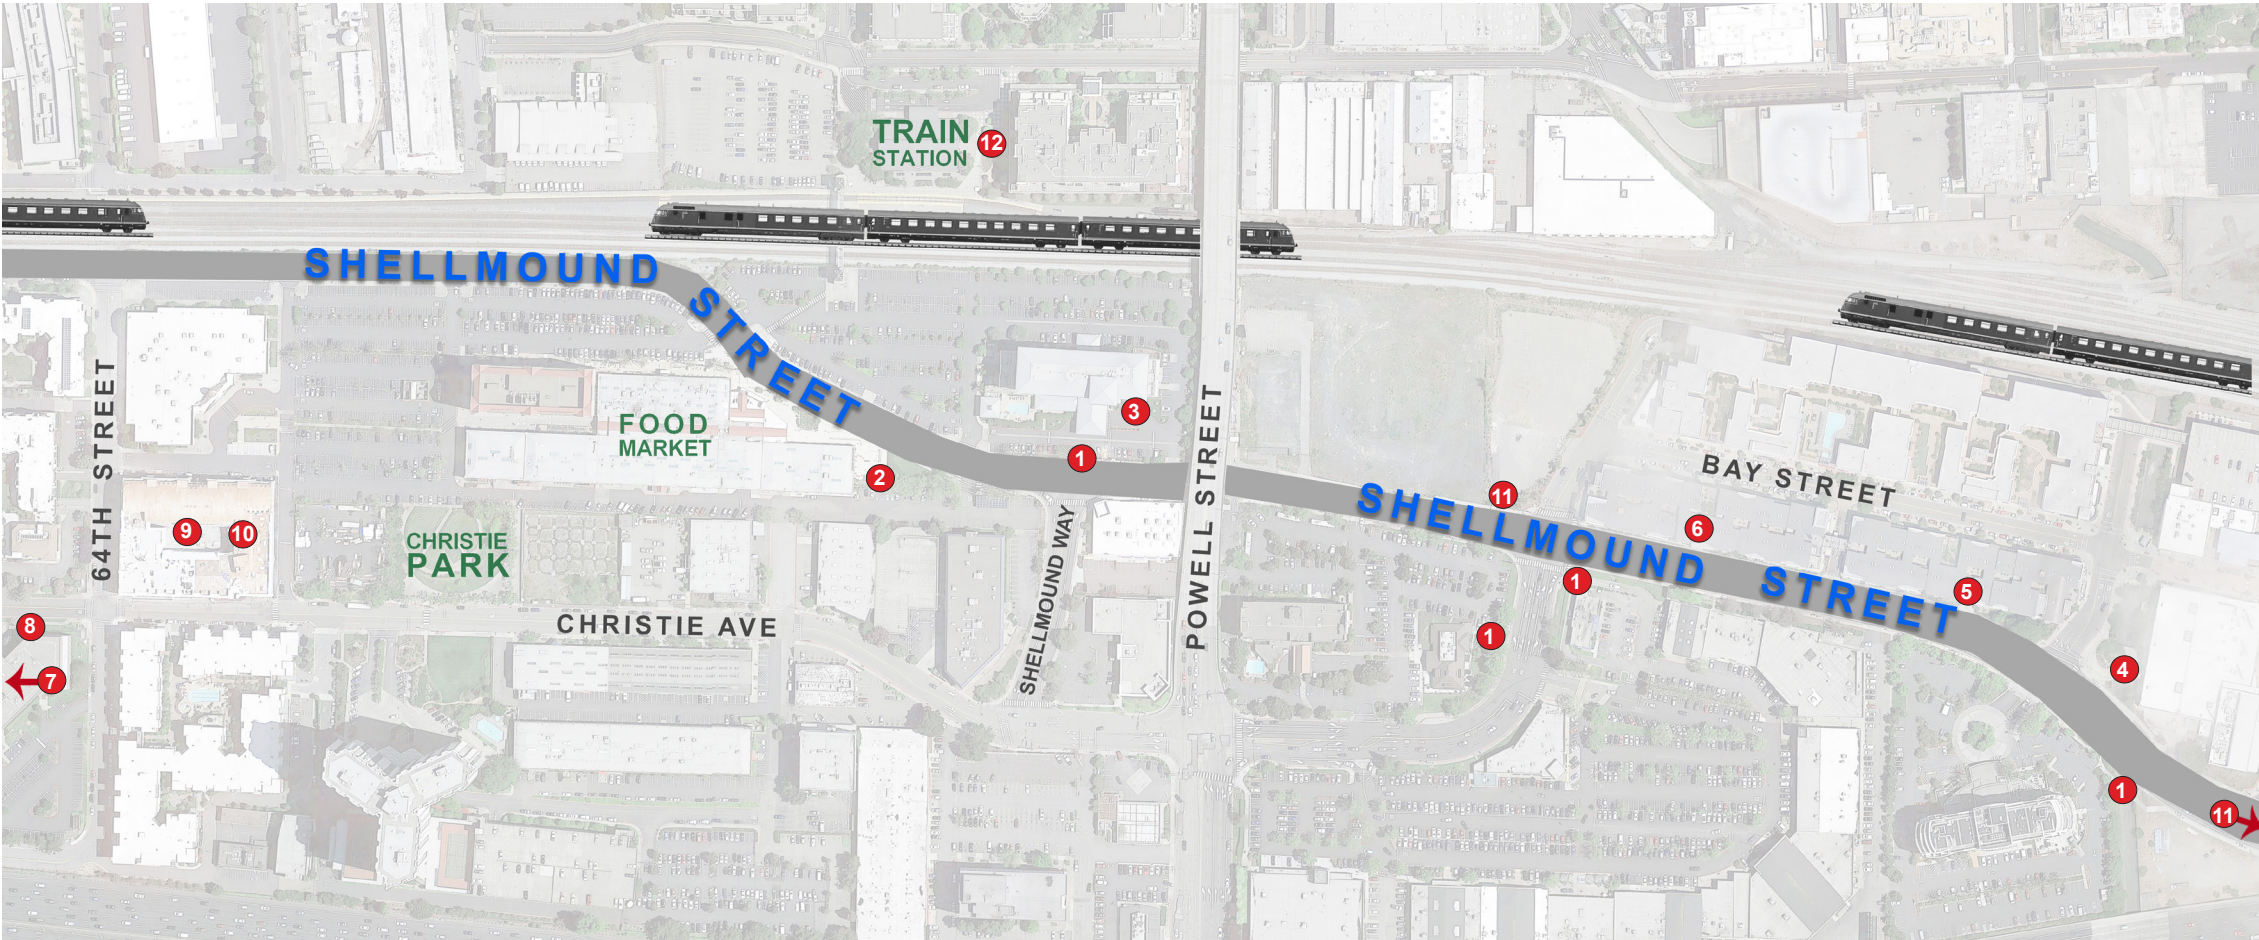 TRAIN
STATION
12
SHELLMOUND STREET
64TH STREET
FOOD
MARKET
2
1
3
POWELL STREET
SHELLMOUND WAY
CHRISTIE
PARK
9
10
CHRISTIE AVE
8
7
BAY STREET
11
6
SHELLMOUND STREET
1
1
5
4
1
11